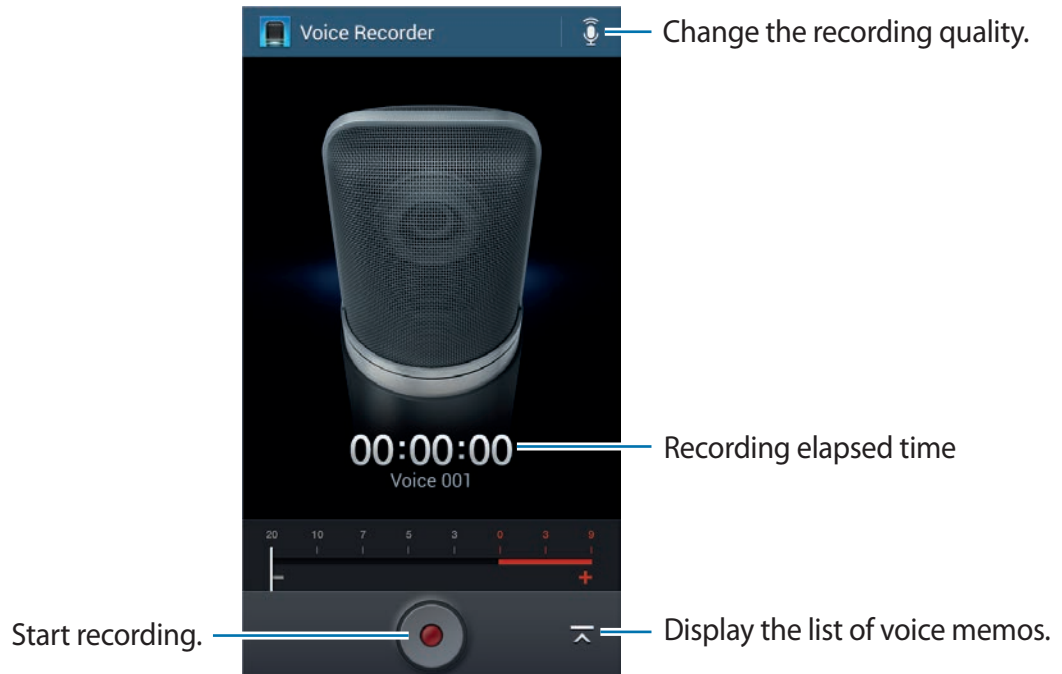 Voice Recorder
Change the recording quality.
00:00:00
Recording elapsed time
Voice 001
20 10 7 5 3 0 3 9
- +
Start recording.
Display the list of voice memos.